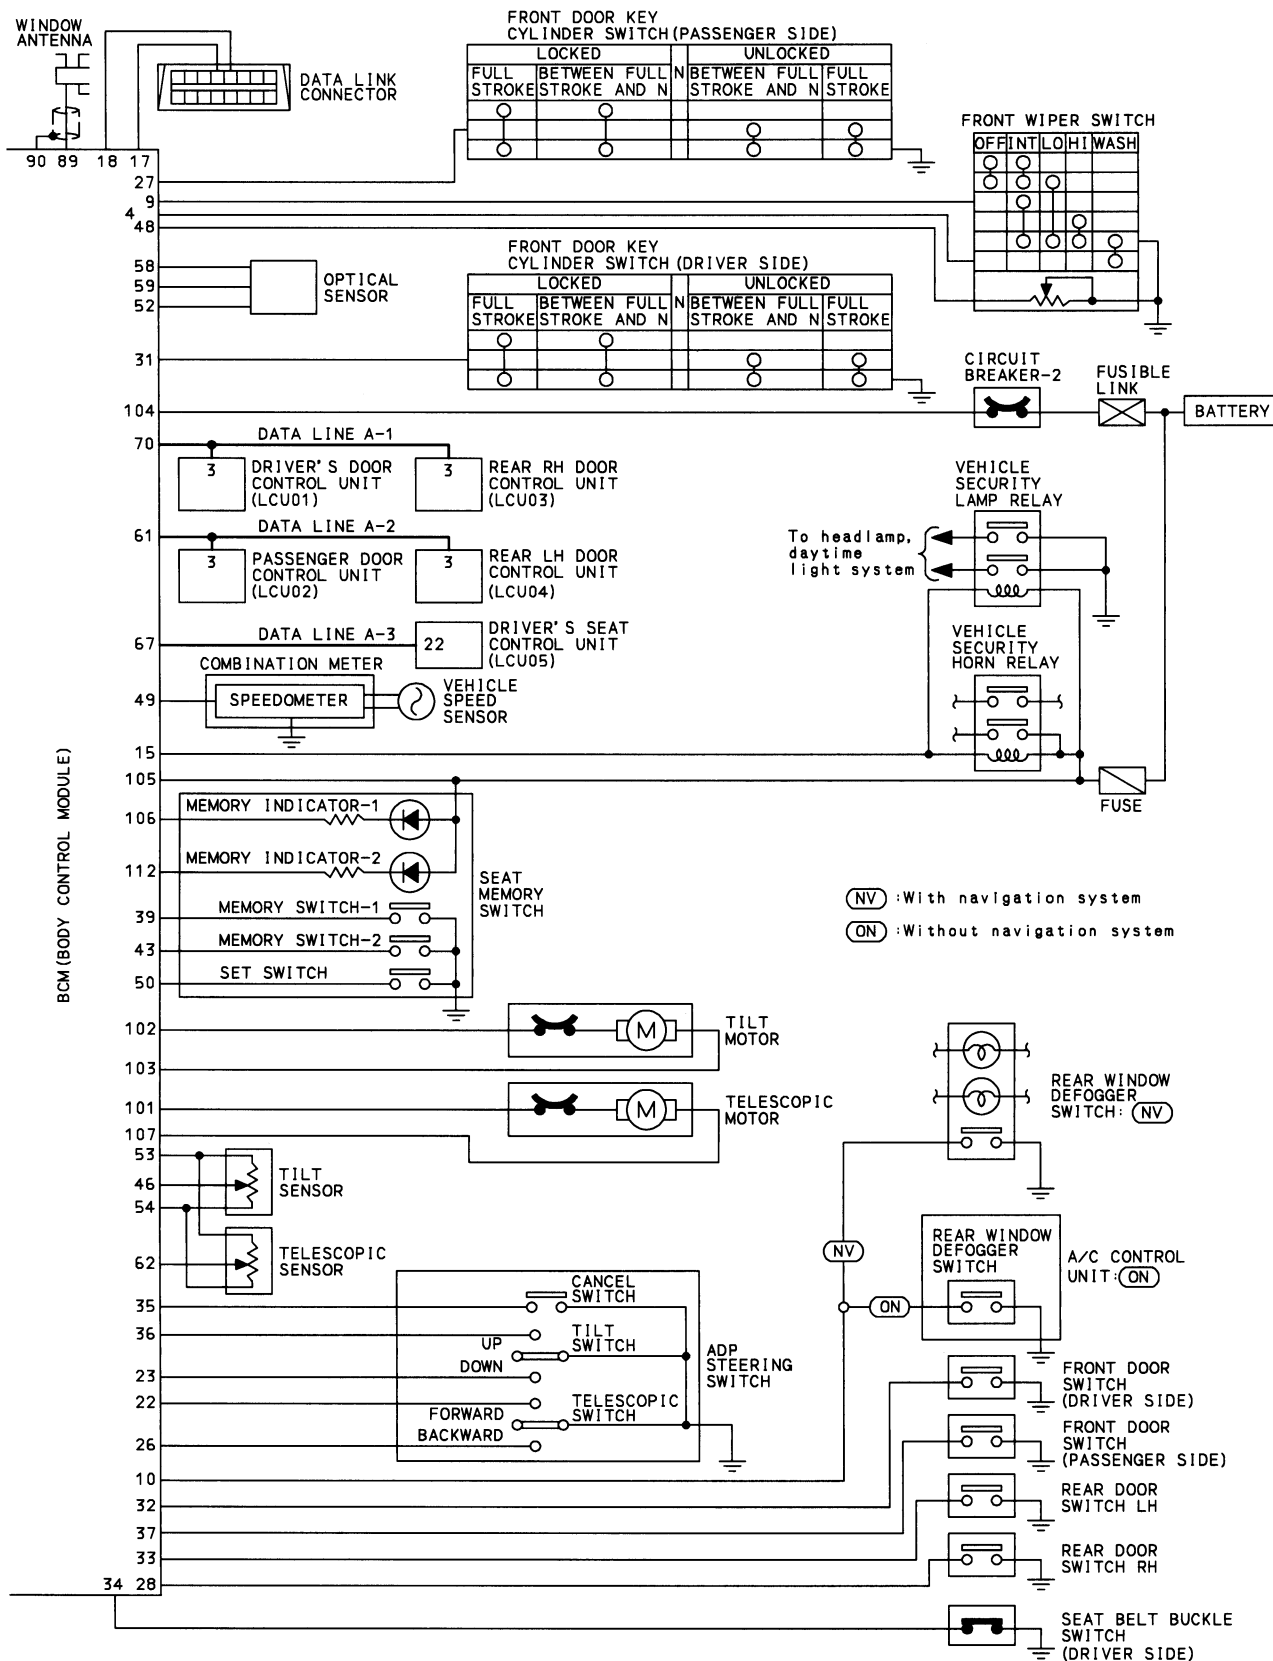 WINDOW
ANTENNA
DATA LINK
CONNECTOR
FRONT DOOR KEY
CYLINDER SWITCH (PASSENGER SIDE)
LOCKED N UNLOCKED
FULL STROKE
BETWEEN FULL STROKE AND N
BETWEEN FULL STROKE AND N
FULL STROKE
FRONT WIPER SWITCH
OFF INT LO HI WASH
90 89 18 17
27
9
4
48
58
59
52
OPTICAL
SENSOR
FRONT DOOR KEY
CYLINDER SWITCH (DRIVER SIDE)
LOCKED N UNLOCKED
FULL STROKE
BETWEEN FULL STROKE AND N
BETWEEN FULL STROKE AND N
FULL STROKE
31
CIRCUIT
BREAKER-2
FUSIBLE
LINK
BATTERY
104
70
DATA LINE A-1
3
DRIVER'S DOOR
CONTROL UNIT
(LCU01)
3
REAR RH DOOR
CONTROL UNIT
(LCU03)
VEHICLE
SECURITY
LAMP RELAY
To headlamp,
daytime
light system
61
DATA LINE A-2
3
PASSENGER DOOR
CONTROL UNIT
(LCU02)
3
REAR LH DOOR
CONTROL UNIT
(LCU04)
67
DATA LINE A-3
22
DRIVER'S SEAT
CONTROL UNIT
(LCU05)
VEHICLE
SECURITY
HORN RELAY
COMBINATION METER
49
SPEEDOMETER
VEHICLE
SPEED
SENSOR
15
105
FUSE
BCM (BODY CONTROL MODULE)
106
MEMORY INDICATOR-1
112
MEMORY INDICATOR-2
39
MEMORY SWITCH-1
43
MEMORY SWITCH-2
50
SET SWITCH
SEAT
MEMORY
SWITCH
NV :With navigation system
ON :Without navigation system
102
103
TILT
MOTOR
M
101
107
TELESCOPIC
MOTOR
M
REAR WINDOW
DEFOGGER
SWITCH: NV
53
46
54
TILT
SENSOR
62
TELESCOPIC
SENSOR
NV
REAR WINDOW
DEFOGGER
SWITCH
A/C CONTROL
UNIT: ON
ON
35
CANCEL
SWITCH
36
UP
TILT
SWITCH
DOWN
23
ADP
STEERING
SWITCH
22
FORWARD
TELESCOPIC
SWITCH
BACKWARD
26
FRONT DOOR
SWITCH
(DRIVER SIDE)
FRONT DOOR
SWITCH
(PASSENGER SIDE)
10
32
37
33
34 28
REAR DOOR
SWITCH LH
REAR DOOR
SWITCH RH
SEAT BELT BUCKLE
SWITCH
(DRIVER SIDE)